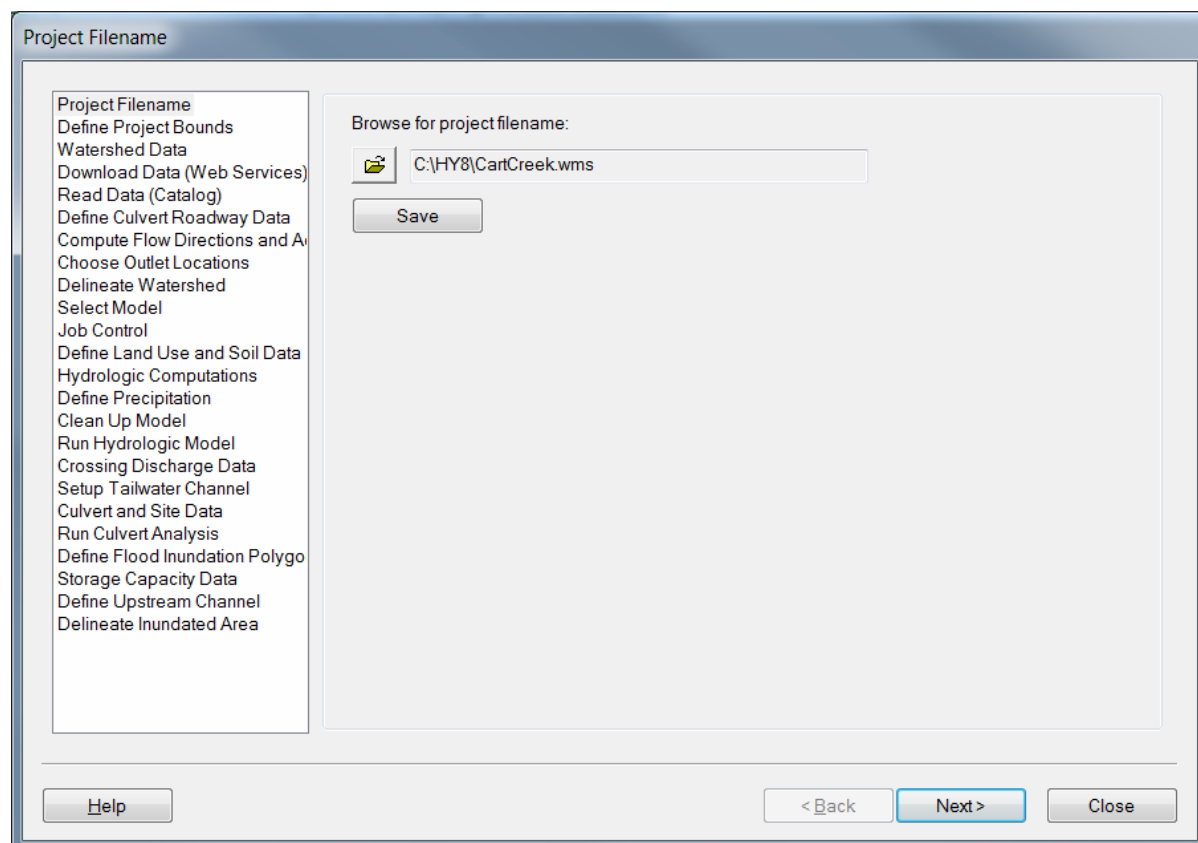 Project Filename
Project Filename
Define Project Bounds
Watershed Data
Download Data (Web Services)
Read Data (Catalog)
Define Culvert Roadway Data
Compute Flow Directions and A
Choose Outlet Locations
Delineate Watershed
Select Model
Job Control
Define Land Use and Soil Data
Hydrologic Computations
Define Precipitation
Clean Up Model
Run Hydrologic Model
Crossing Discharge Data
Setup Tailwater Channel
Culvert and Site Data
Run Culvert Analysis
Define Flood Inundation Polygo
Storage Capacity Data
Define Upstream Channel
Delineate Inundated Area
Browse for project filename:
C:\HY8\CartCreek.wms
Save
Help
< Back
Next >
Close